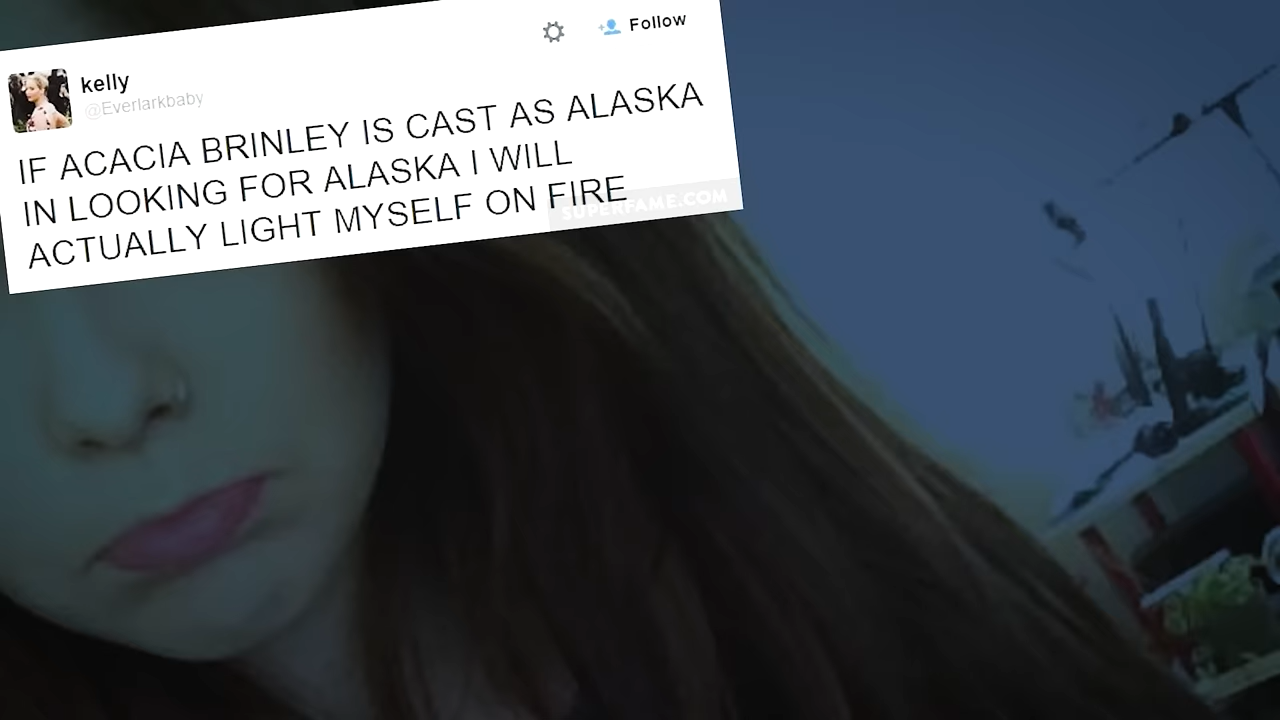 Follow
kelly
@Everlarkbaby
IF ACACIA BRINLEY IS CAST AS ALASKA
IN LOOKING FOR ALASKA I WILL
ACTUALLY LIGHT MYSELF ON FIRE
SUPERFAME.COM